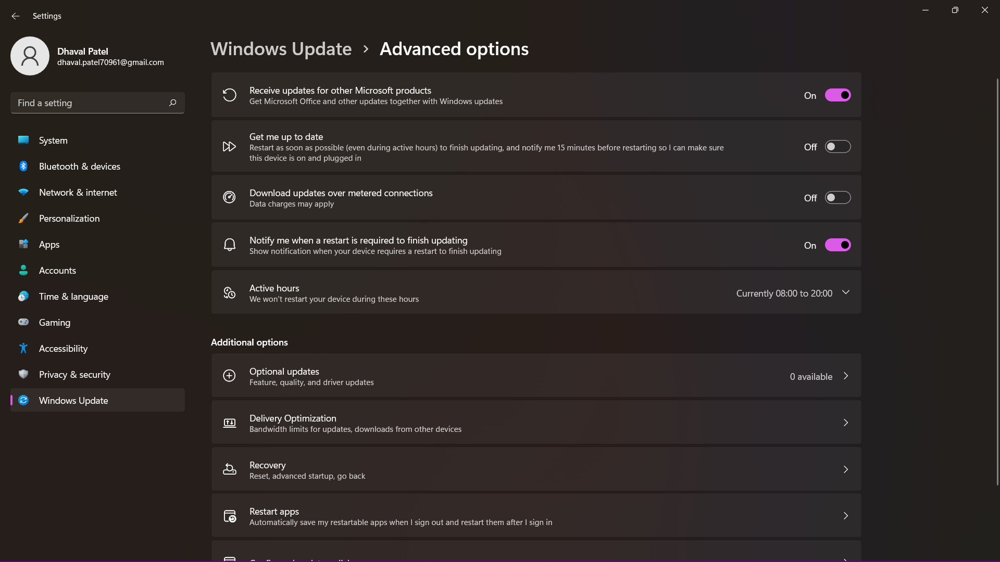 Settings
Dhaval Patel
dhaval.patel70961@gmail.com
Find a setting
System
Bluetooth & devices
Network & internet
Personalization
Apps
Accounts
Time & language
Gaming
Accessibility
Privacy & security
Windows Update
Windows Update > Advanced options
Receive updates for other Microsoft products
Get Microsoft Office and other updates together with Windows updates
On
Get me up to date
Restart as soon as possible (even during active hours) to finish updating, and notify me 15 minutes before restarting so I can make sure
this device is on and plugged in
Off
Download updates over metered connections
Data charges may apply
Off
Notify me when a restart is required to finish updating
Show notification when your device requires a restart to finish updating
On
Active hours
We won't restart your device during these hours
Currently 08:00 to 20:00
Additional options
Optional updates
Feature, quality, and driver updates
0 available
Delivery Optimization
Bandwidth limits for updates, downloads from other devices
Recovery
Reset, advanced startup, go back
Restart apps
Automatically save my restartable apps when I sign out and restart them after I sign in